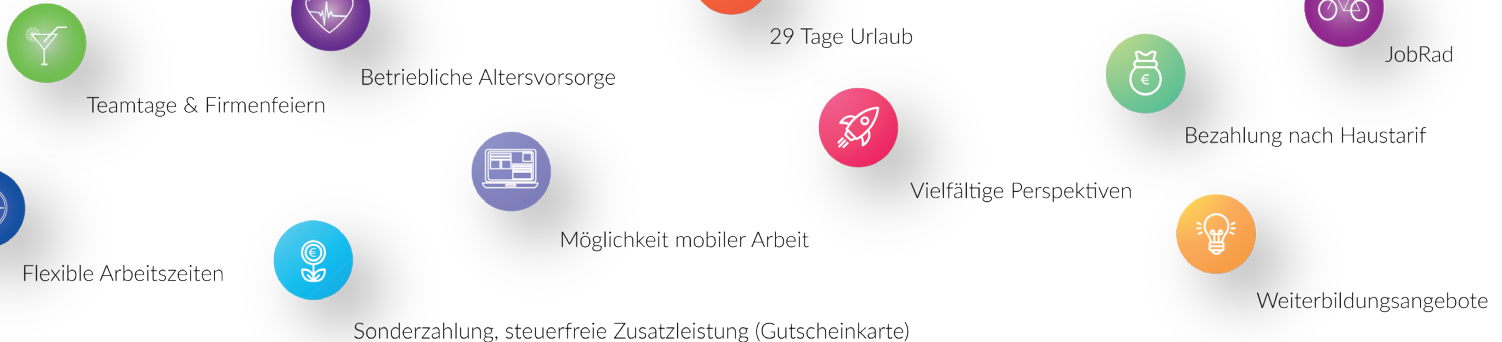 29 Tage Urlaub
JobRad
Betriebliche Altersvorsorge
Teamtage & Firmenfeiern
Bezahlung nach Haustarif
Vielfältige Perspektiven
Möglichkeit mobiler Arbeit
Flexible Arbeitszeiten
Weiterbildungsangebote
Sonderzahlung, steuerfreie Zusatzleistung (Gutscheinkarte)